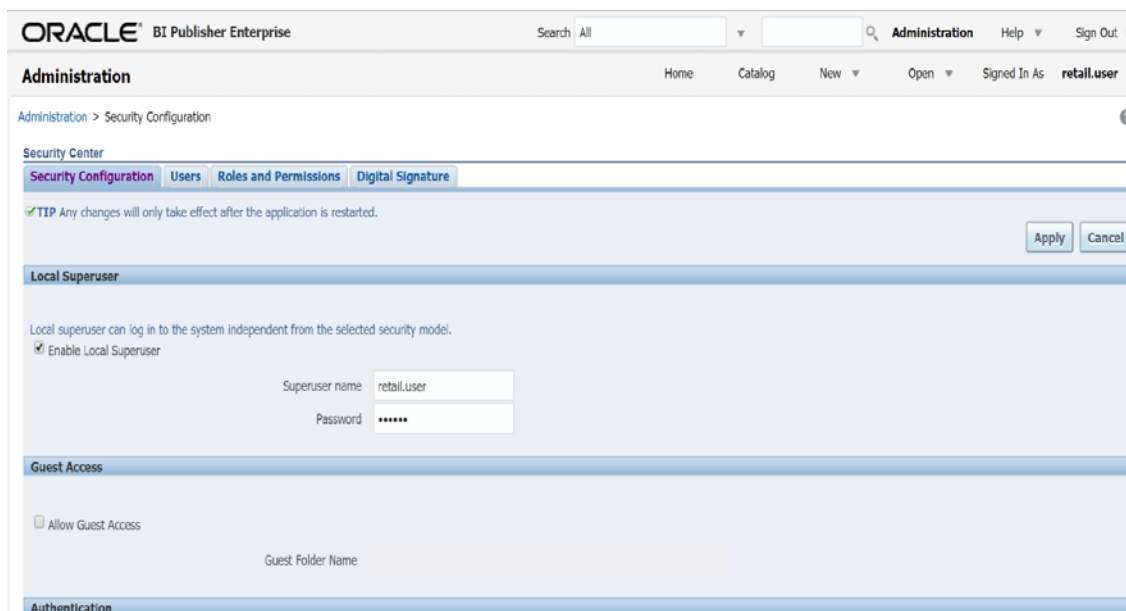 ORACLE BI Publisher Enterprise Search All Administration Help Sign Out
Administration Home Catalog New Open Signed In As retail.user
Administration > Security Configuration
Security Center
Security Configuration Users Roles and Permissions Digital Signature
TIP Any changes will only take effect after the application is restarted.
Apply Cancel
Local Superuser
Local superuser can log in to the system independent from the selected security model.
Enable Local Superuser
Superuser name retail.user
Password ••••••
Guest Access
Allow Guest Access
Guest Folder Name
Authentication